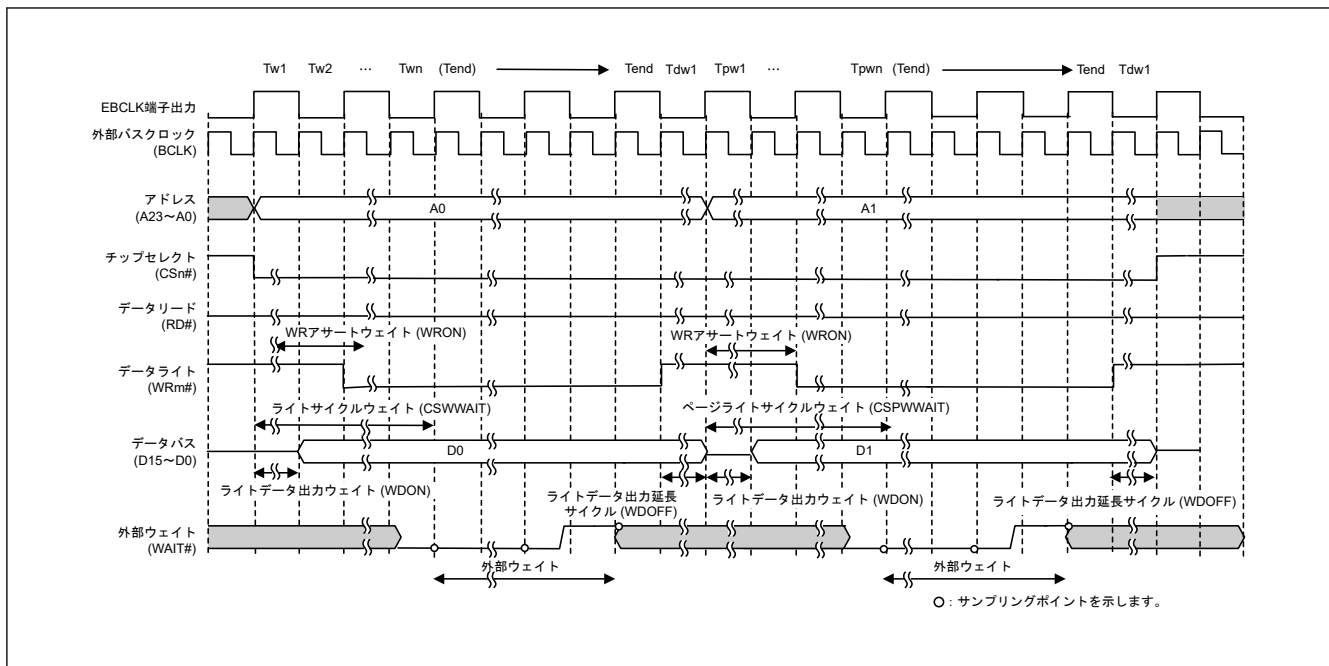 Tw1 Tw2 … Twn (Tend) Tend Tdw1 Tpw1 … Tpwn (Tend) Tend Tdw1
EBCLK端子出力
外部バスクロック
(BCLK)
アドレス
(A23～A0)
A0
A1
チップセレクト
(CSn#)
データリード
(RD#)
WRアサートウェイト (WRON)
WRアサートウェイト (WRON)
データライト
(WRm#)
ライトサイクルウェイト (CSWWAIT)
ページライトサイクルウェイト (CSPWWAIT)
データバス
(D15～D0)
D0
D1
ライトデータ出力ウェイト (WDON)
ライトデータ出力延長
サイクル (WDOFF)
ライトデータ出力ウェイト (WDON)
ライトデータ出力延長サイクル (WDOFF)
外部ウェイト
(WAIT#)
外部ウェイト
外部ウェイト
：サンプリングポイントを示します。